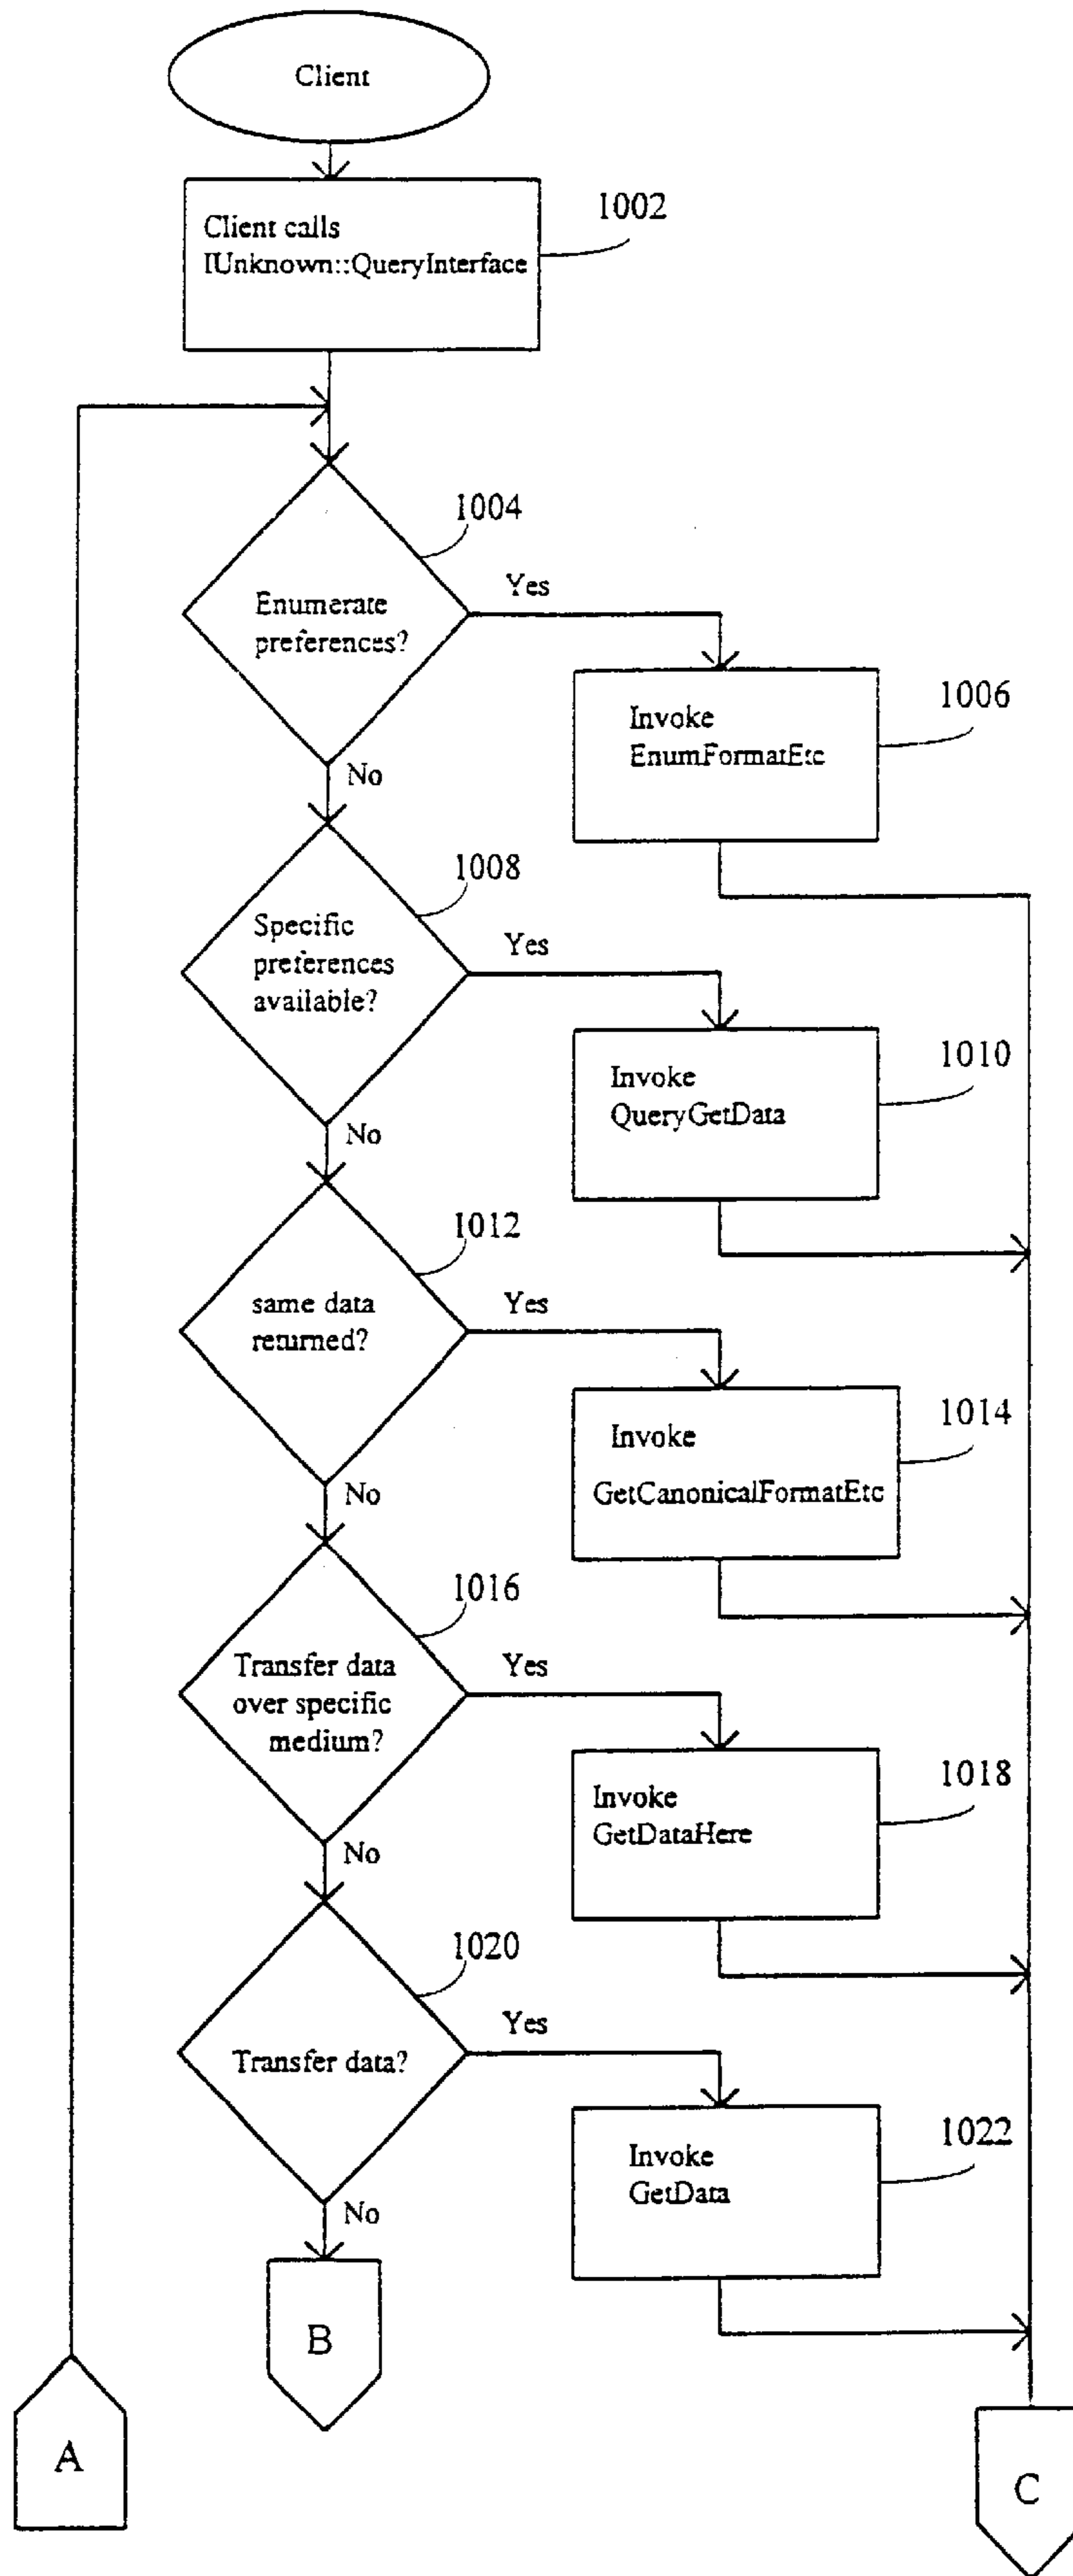 Client
1002
Client calls
IUnknown::QueryInterface
1004
Enumerate
preferences?
Yes
1006
Invoke
EnumFormatEtc
No
1008
Specific
preferences
available?
Yes
1010
Invoke
QueryGetData
No
1012
same data
returned?
Yes
1014
Invoke
GetCanonicalFormatEtc
No
1016
Transfer data
over specific
medium?
Yes
1018
Invoke
GetDataHere
No
1020
Transfer data?
Yes
1022
Invoke
GetData
No
B
A
C